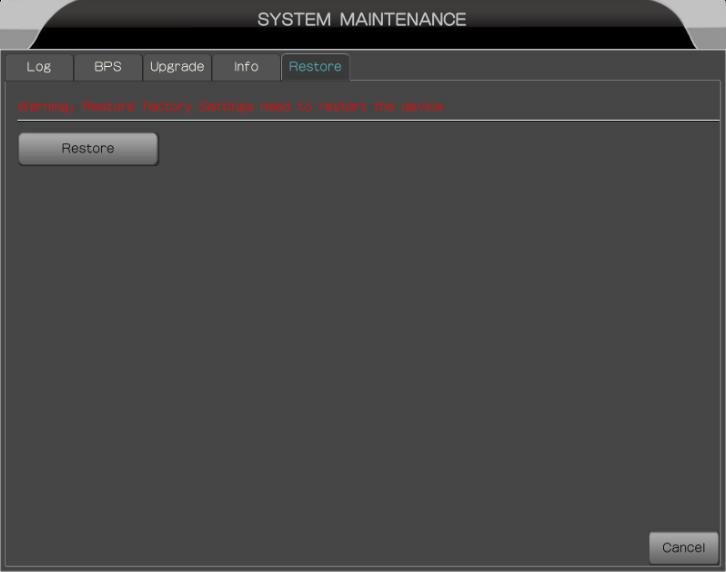 SYSTEM MAINTENANCE
Log BPS Upgrade Info Restore
Warning: Restore factory Settings need to restart the device
Restore
Cancel